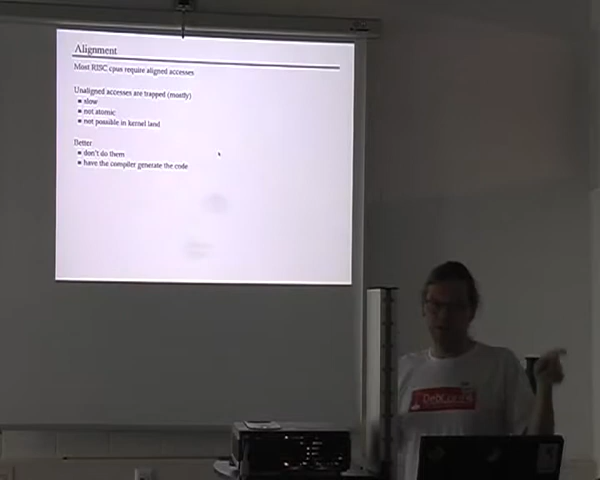 Alignment
Most RISC cpus require aligned accesses
Unaligned accesses are trapped (mostly)
slow
not atomic
not possible in kernel land
Better
don't do them
have the compiler generate the code